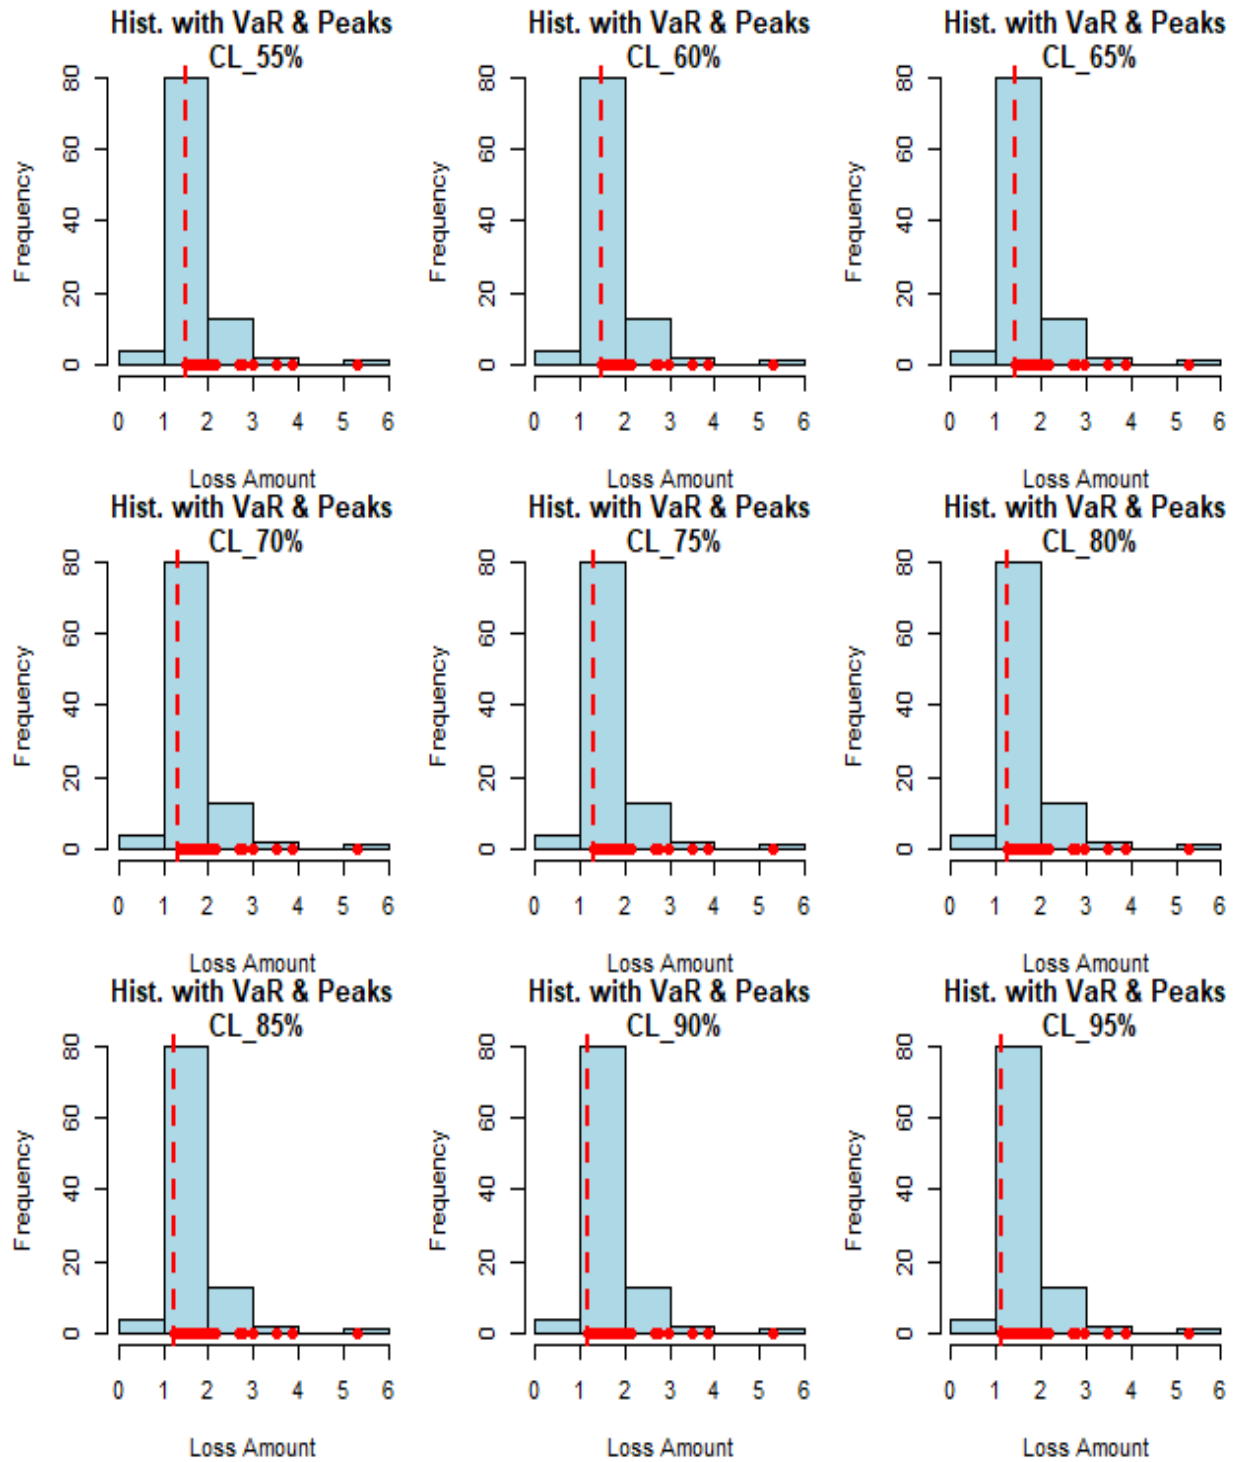 Hist. with VaR & Peaks
CL_55%
Frequency
0 20 40 60 80
0 1 2 3 4 5 6
Loss Amount
Hist. with VaR & Peaks
CL_60%
Frequency
0 20 40 60 80
0 1 2 3 4 5 6
Loss Amount
Hist. with VaR & Peaks
CL_65%
Frequency
0 20 40 60 80
0 1 2 3 4 5 6
Loss Amount
Hist. with VaR & Peaks
CL_70%
Frequency
0 20 40 60 80
0 1 2 3 4 5 6
Loss Amount
Hist. with VaR & Peaks
CL_75%
Frequency
0 20 40 60 80
0 1 2 3 4 5 6
Loss Amount
Hist. with VaR & Peaks
CL_80%
Frequency
0 20 40 60 80
0 1 2 3 4 5 6
Loss Amount
Hist. with VaR & Peaks
CL_85%
Frequency
0 20 40 60 80
0 1 2 3 4 5 6
Loss Amount
Hist. with VaR & Peaks
CL_90%
Frequency
0 20 40 60 80
0 1 2 3 4 5 6
Loss Amount
Hist. with VaR & Peaks
CL_95%
Frequency
0 20 40 60 80
0 1 2 3 4 5 6
Loss Amount